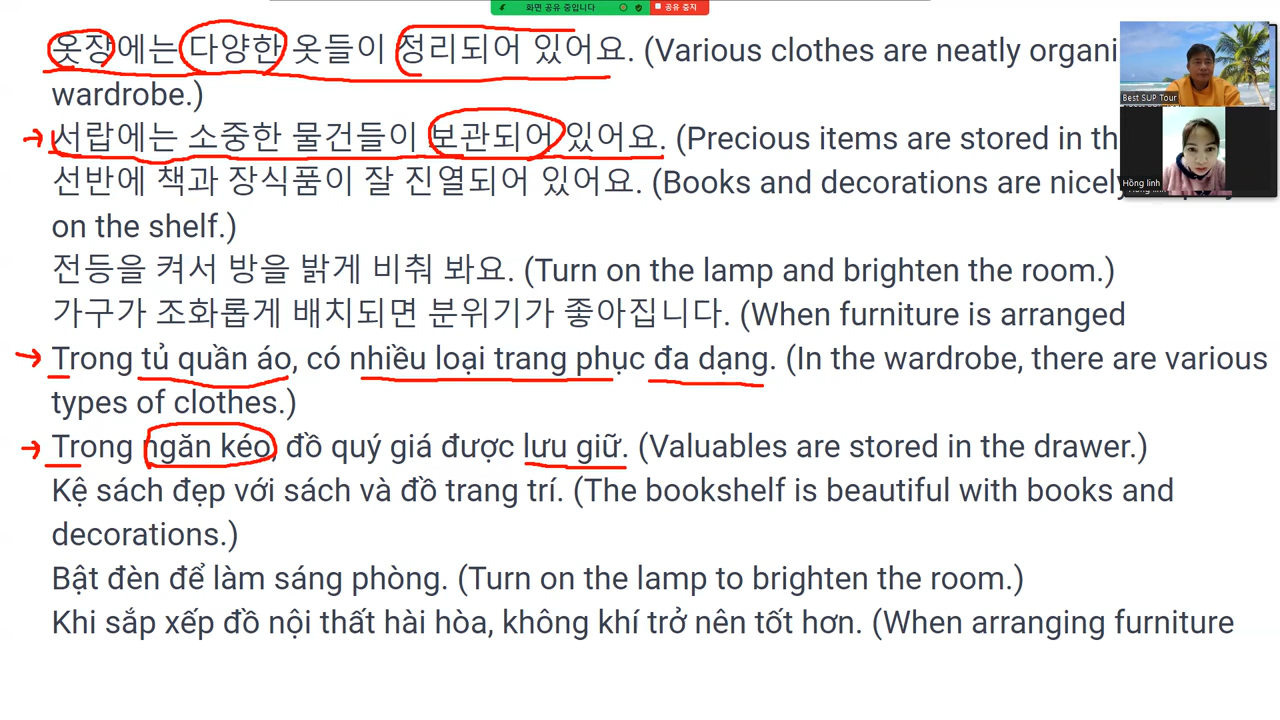 화면 공유 중입니다 공유 중지
옷장에는 다양한 옷들이 정리되어 있어요. (Various clothes are neatly organi
wardrobe.)
서랍에는 소중한 물건들이 보관되어 있어요. (Precious items are stored in th
선반에 책과 장식품이 잘 진열되어 있어요. (Books and decorations are nicely
on the shelf.)
전등을 켜서 방을 밝게 비춰 봐요. (Turn on the lamp and brighten the room.)
가구가 조화롭게 배치되면 분위기가 좋아집니다. (When furniture is arranged
Trong tủ quần áo, có nhiều loại trang phục đa dạng. (In the wardrobe, there are various
types of clothes.)
Trong ngăn kéo, đồ quý giá được lưu giữ. (Valuables are stored in the drawer.)
Kệ sách đẹp với sách và đồ trang trí. (The bookshelf is beautiful with books and
decorations.)
Bật đèn để làm sáng phòng. (Turn on the lamp to brighten the room.)
Khi sắp xếp đồ nội thất hài hòa, không khí trở nên tốt hơn. (When arranging furniture
Best SUP Tour
Hồng linh